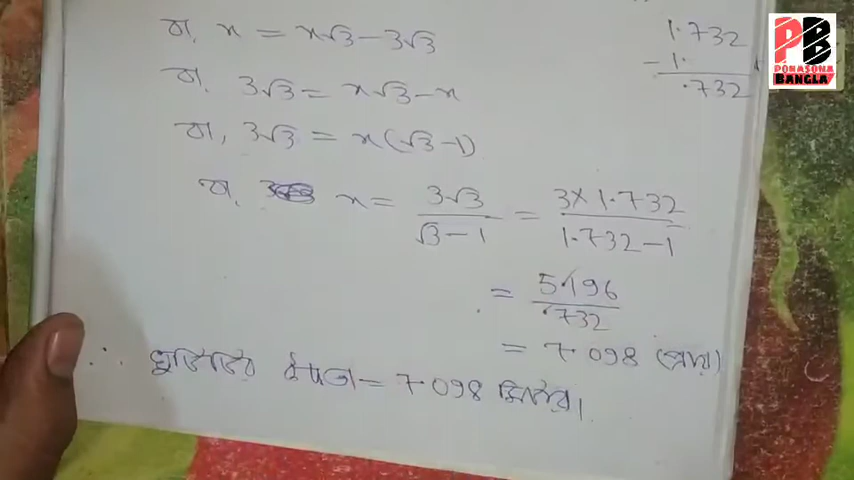 বা, x = x√3 - 3√3
1.732
- 1.
.732
PB
PONASONA
BANGLA
বা, 3√3 = x√3 - x
বা, 3√3 = x(√3 - 1)
বা, x = 3√3 / √3 - 1 = 3 × 1.732 / 1.732 - 1
= 5.196 / .732
= 7.098 (প্রায়)
∴ খুঁটিটির উচ্চতা = 7.098 মিটার।